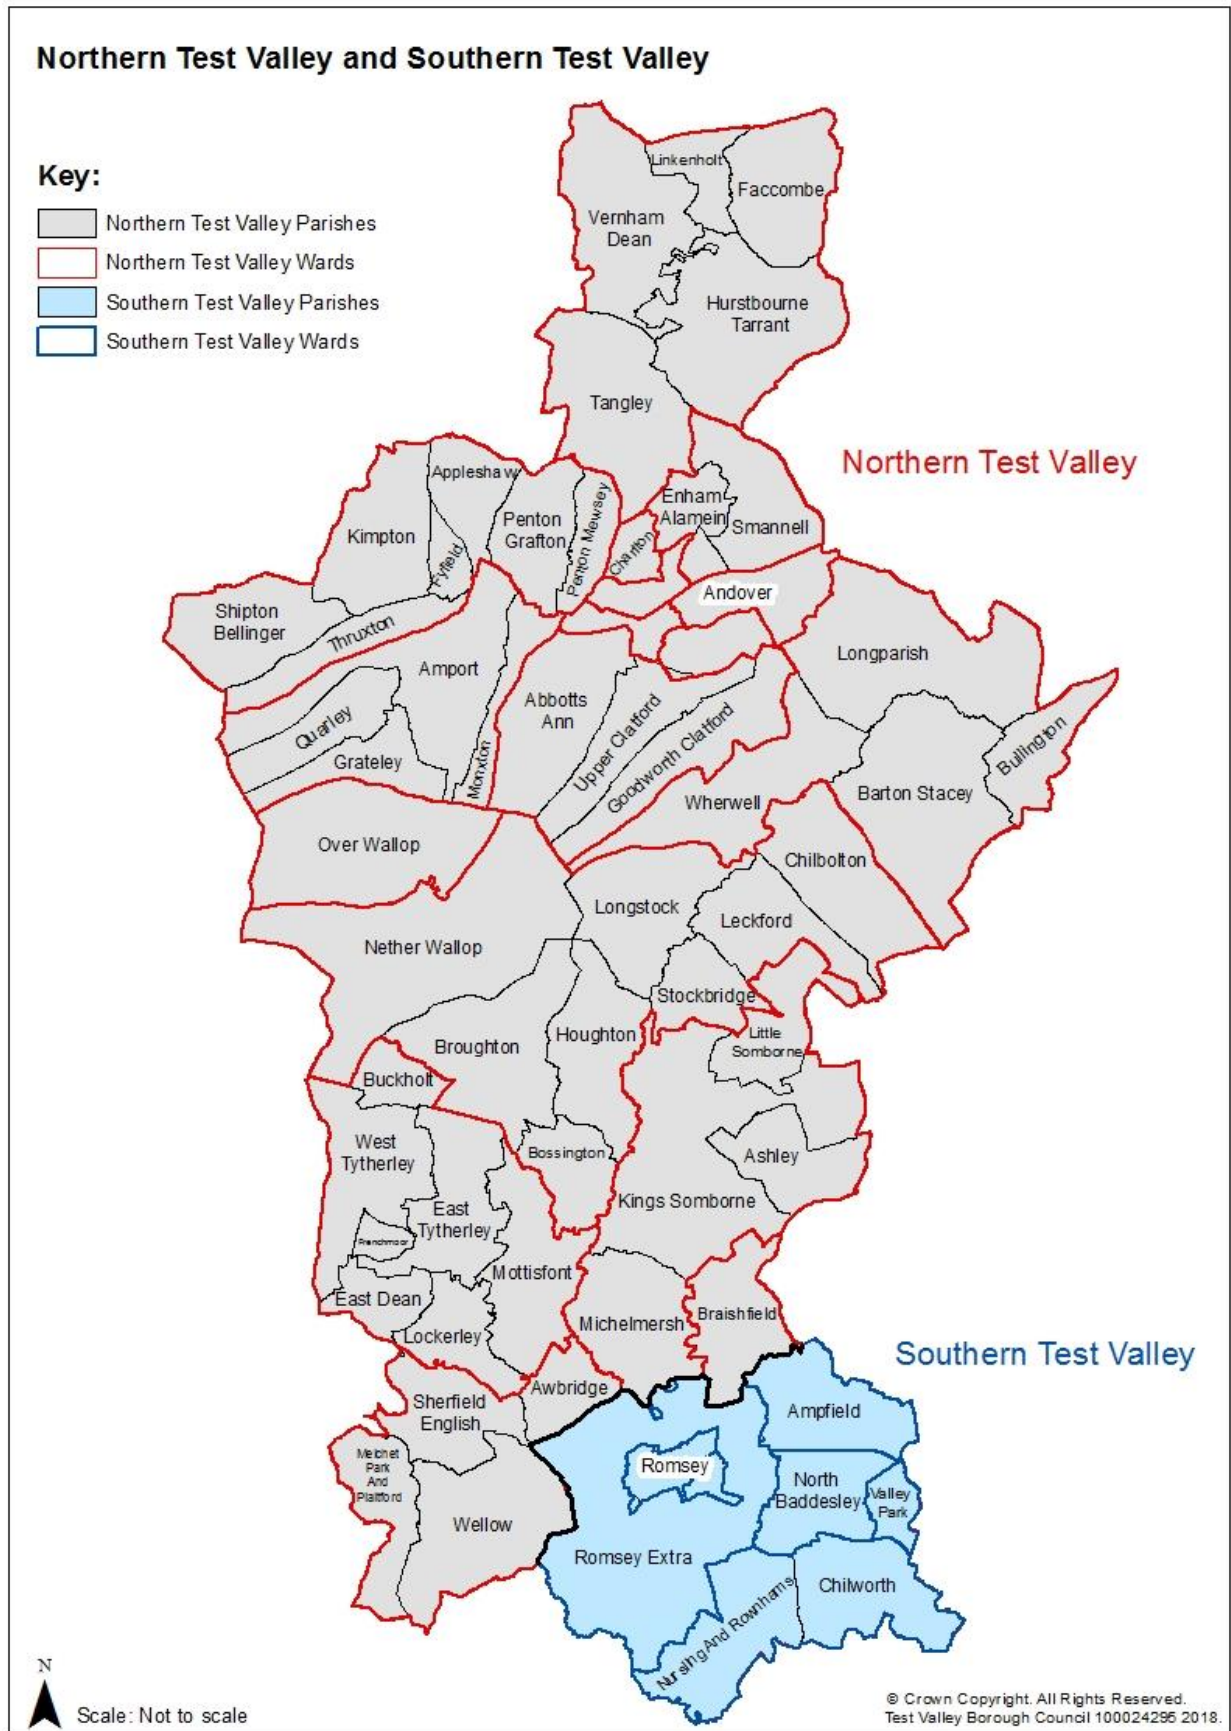 Northern Test Valley and Southern Test Valley
Key:
Northern Test Valley Parishes
Northern Test Valley Wards
Southern Test Valley Parishes
Southern Test Valley Wards
Linkenholt
Faccombe
Vernham
Dean
Hurstbourne
Tarrant
Tangley
Northern Test Valley
Appleshaw
Enham
Alamein
Smannell
Penton
Grafton
Penton Mewsey
Kimpton
Charlton
Fyfield
Andover
Shipton
Bellinger
Thruxton
Longparish
Amport
Abbotts
Ann
Upper Clatford
Goodworth Clatford
Quarley
Bullington
Grateley
Monxton
Wherwell
Barton Stacey
Over Wallop
Chilbolton
Longstock
Leckford
Nether Wallop
Stockbridge
Houghton
Little
Somborne
Broughton
Buckholt
West
Tytherley
Bossington
Ashley
Kings Somborne
East
Tytherley
Frenchmoor
Mottisfont
East Dean
Michelmersh
Braishfield
Lockerley
Southern Test Valley
Awbridge
Sherfield
English
Ampfield
Melchet
Park
And
Plaitford
Romsey
North
Baddesley
Valley
Park
Wellow
Romsey Extra
Chilworth
Nursling And Rownhams
N
Scale: Not to scale
© Crown Copyright. All Rights Reserved.
Test Valley Borough Council 100024295 2018.